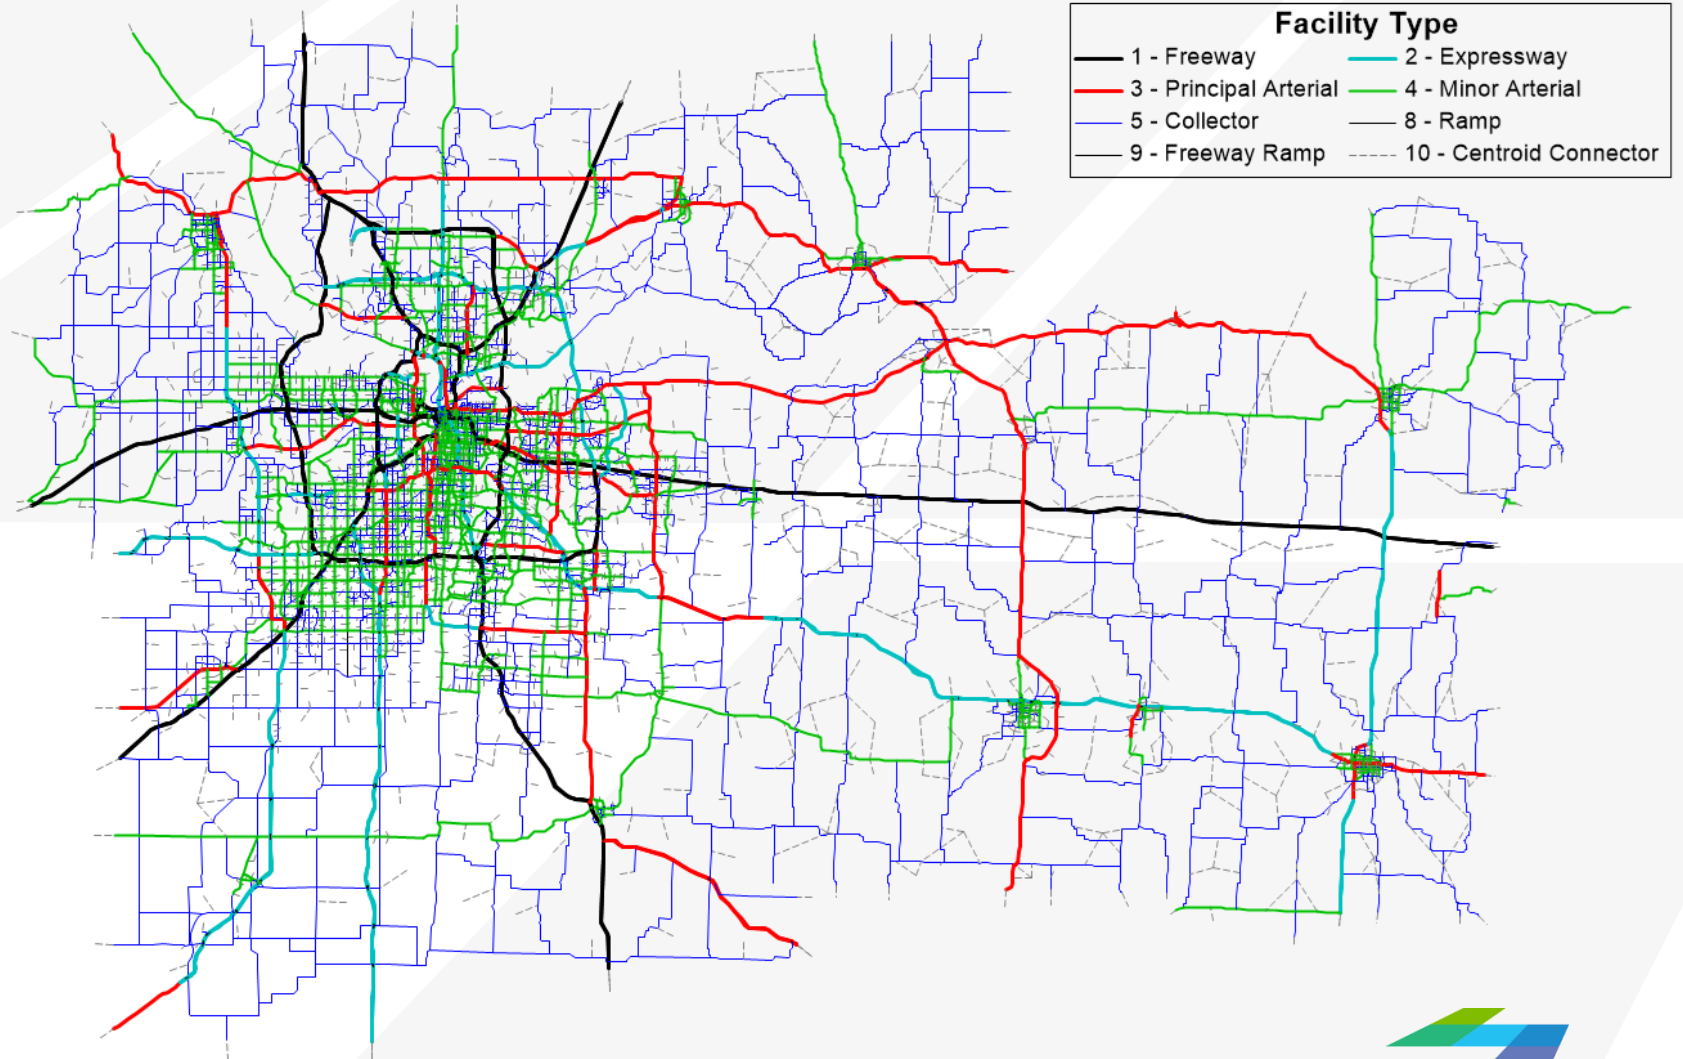 Facility Type
1 - Freeway 2 - Expressway
3 - Principal Arterial 4 - Minor Arterial
5 - Collector 8 - Ramp
9 - Freeway Ramp 10 - Centroid Connector